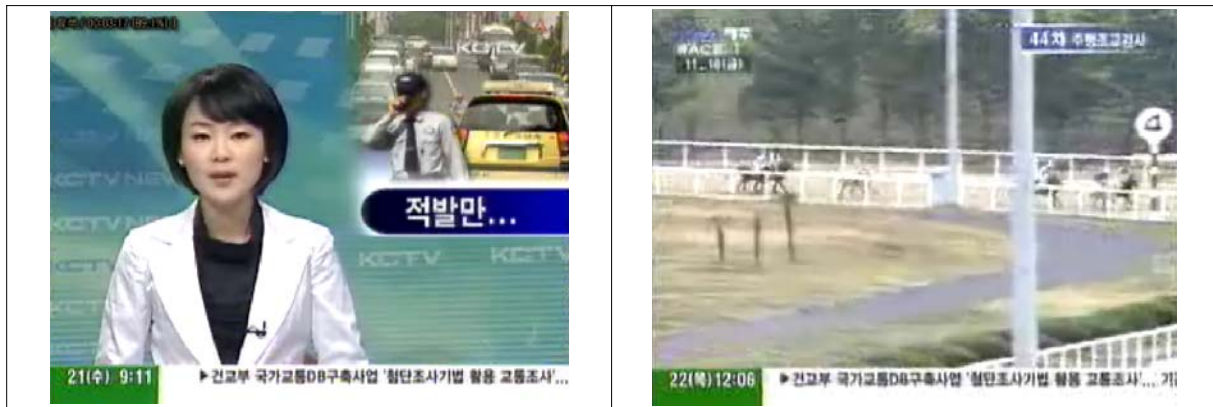 KCTV
KCTV NEWS
적발만...
KCTV
KCTV
KCTV
21(수) 9:11
▶건교부 국가교통DB구축사업 '첨단조사기법 활용 교통조사'...
44차 주행조교검사
RACE 1
4
22(목) 12:06
▶건교부 국가교통DB구축사업 '첨단조사기법 활용 교통조사'... 기